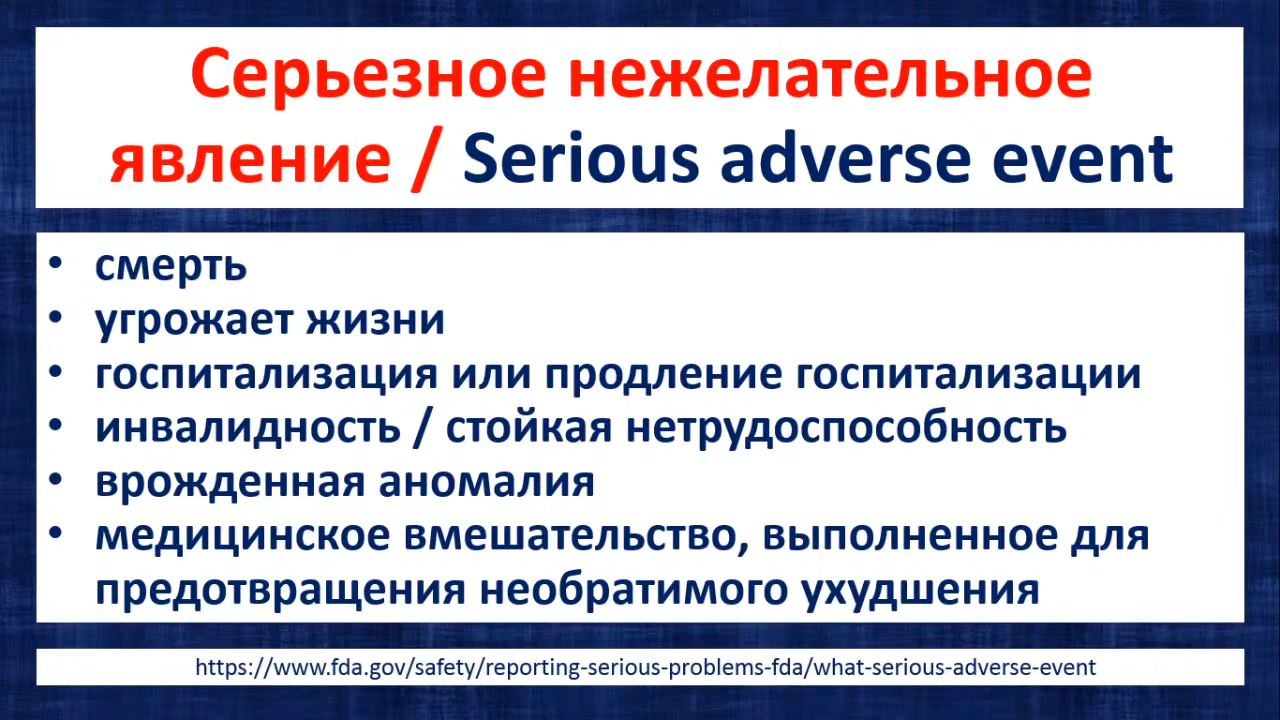 Серьезное нежелательное
явление / Serious adverse event
• смерть
• угрожает жизни
• госпитализация или продление госпитализации
• инвалидность / стойкая нетрудоспособность
• врожденная аномалия
• медицинское вмешательство, выполненное для
предотвращения необратимого ухудшения
https://www.fda.gov/safety/reporting-serious-problems-fda/what-serious-adverse-event